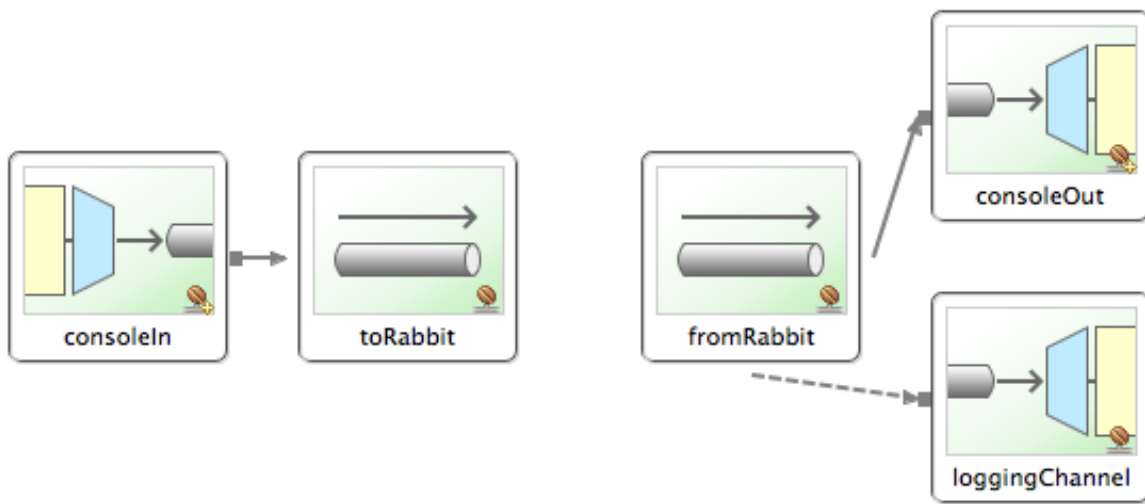 consoleIn
toRabbit
fromRabbit
consoleOut
loggingChannel